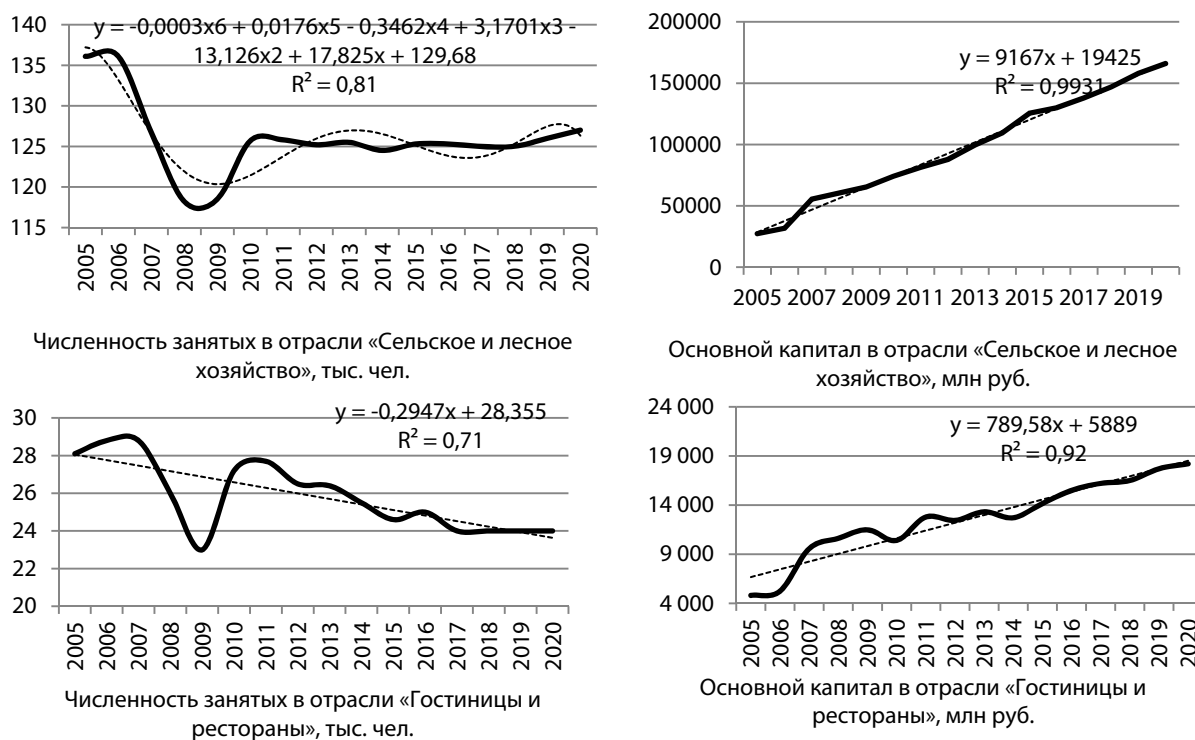 140
135
130
125
120
115
y = -0,0003x6 + 0,0176x5 - 0,3462x4 + 3,1701x3 -
13,126x2 + 17,825x + 129,68
R² = 0,81
2005 2006 2007 2008 2009 2010 2011 2012 2013 2014 2015 2016 2017 2018 2019 2020
Численность занятых в отрасли «Сельское и лесное
хозяйство», тыс. чел.
200000
150000
100000
50000
0
y = 9167x + 19425
R² = 0,9931
2005 2007 2009 2011 2013 2015 2017 2019
Основной капитал в отрасли «Сельское и лесное
хозяйство», млн руб.
30
28
26
24
22
20
y = -0,2947x + 28,355
R² = 0,71
2005 2006 2007 2008 2009 2010 2011 2012 2013 2014 2015 2016 2017 2018 2019 2020
Численность занятых в отрасли «Гостиницы и
рестораны», тыс. чел.
24 000
19 000
14 000
9 000
4 000
y = 789,58x + 5889
R² = 0,92
2005 2006 2007 2008 2009 2010 2011 2012 2013 2014 2015 2016 2017 2018 2019 2020
Основной капитал в отрасли «Гостиницы и
рестораны», млн руб.